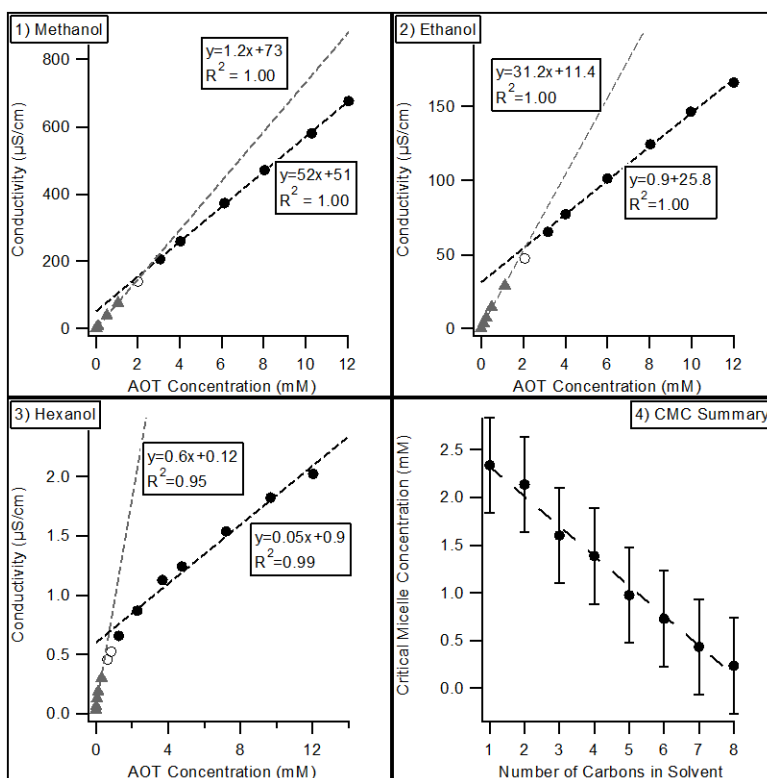 1) Methanol
800
600
400
200
0
Conductivity (µS/cm)
y=1.2x+73
R² = 1.00
y=52x+51
R² = 1.00
0 2 4 6 8 10 12
AOT Concentration (mM)
2) Ethanol
150
100
50
0
Conductivity (µS/cm)
y=31.2x+11.4
R²=1.00
y=0.9+25.8
R²=1.00
0 2 4 6 8 10 12
AOT Concentration (mM)
3) Hexanol
2.0
1.5
1.0
0.5
0.0
Conductivity (µS/cm)
y=0.6x+0.12
R²=0.95
y=0.05x+0.9
R²=0.99
0 4 8 12
AOT Concentration (mM)
4) CMC Summary
2.5
2.0
1.5
1.0
0.5
0.0
Critical Micelle Concentration (mM)
1 2 3 4 5 6 7 8
Number of Carbons in Solvent